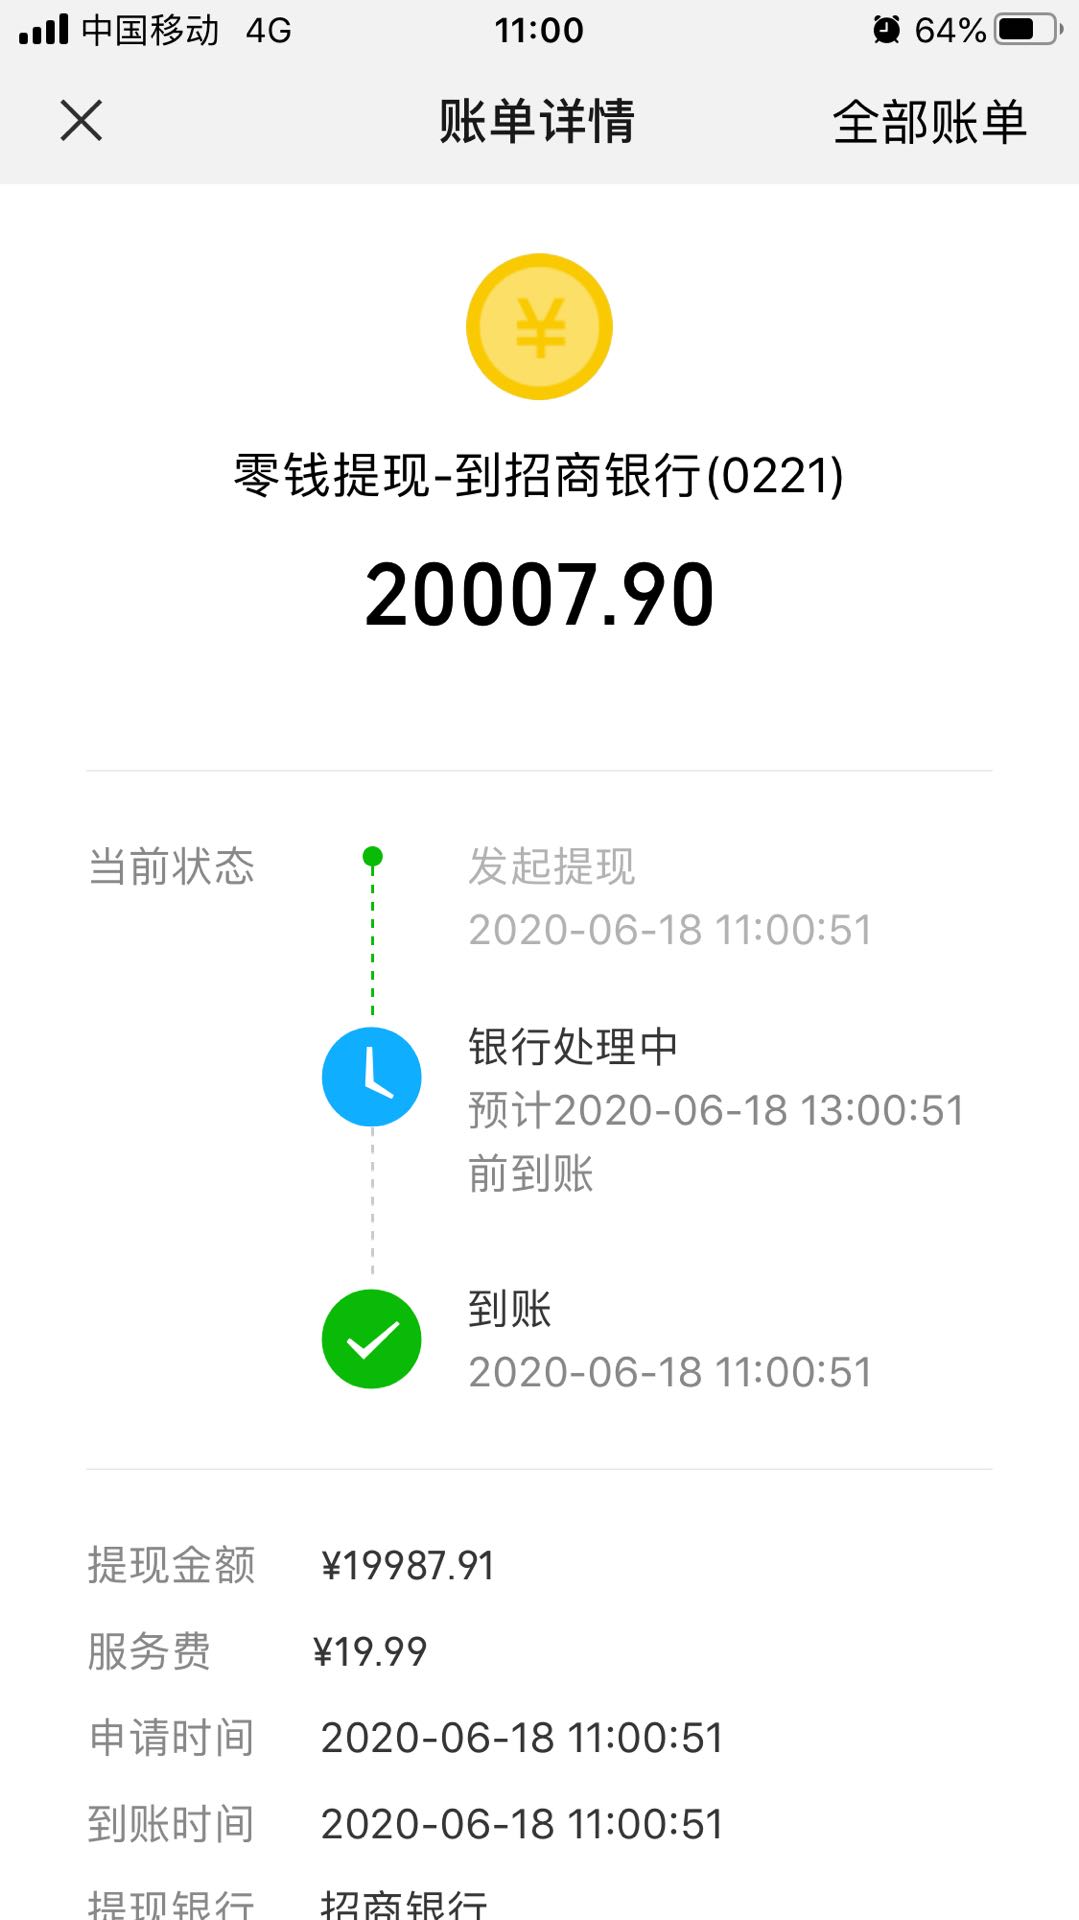 中国移动 4G 11:00 64%
账单详情 全部账单
¥
零钱提现-到招商银行(0221)
20007.90
当前状态 发起提现
2020-06-18 11:00:51
银行处理中
预计2020-06-18 13:00:51
前到账
到账
2020-06-18 11:00:51
提现金额 ¥19987.91
服务费 ¥19.99
申请时间 2020-06-18 11:00:51
到账时间 2020-06-18 11:00:51
提现银行 招商银行